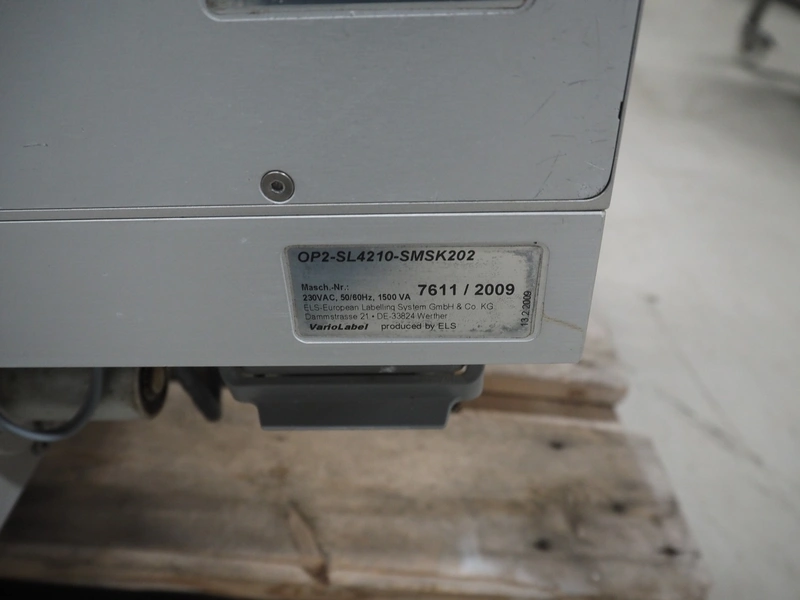 OP2-SL4210-SMSK202
Masch.-Nr.: 7611 / 2009
230VAC, 50/60Hz, 1500 VA
ELS-European Labelling System GmbH & Co. KG
Dammstrasse 21 • DE-33824 Werther
VarioLabel produced by ELS
13.2.2009